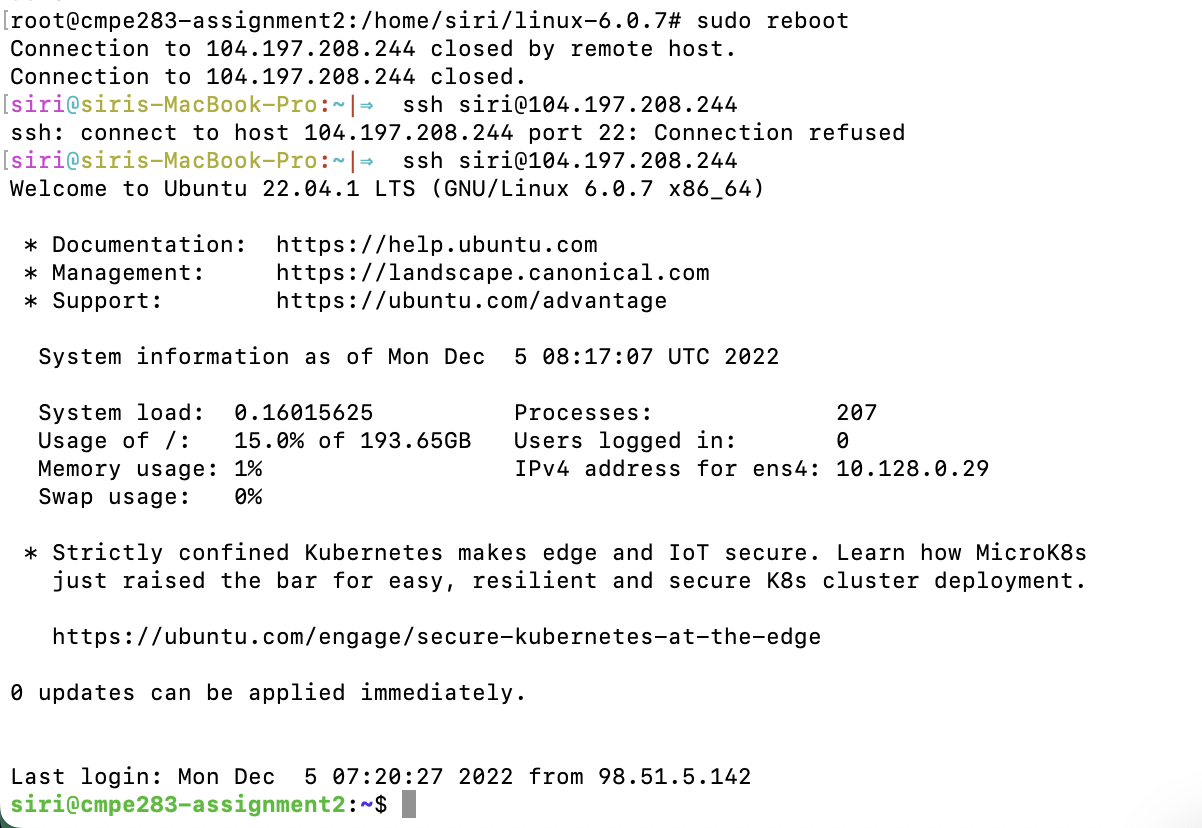 [root@cmpe283-assignment2:/home/siri/linux-6.0.7# sudo reboot
Connection to 104.197.208.244 closed by remote host.
Connection to 104.197.208.244 closed.
[siri@siris-MacBook-Pro:~|⇒  ssh siri@104.197.208.244
ssh: connect to host 104.197.208.244 port 22: Connection refused
[siri@siris-MacBook-Pro:~|⇒  ssh siri@104.197.208.244
Welcome to Ubuntu 22.04.1 LTS (GNU/Linux 6.0.7 x86_64)
 * Documentation:  https://help.ubuntu.com
 * Management:     https://landscape.canonical.com
 * Support:        https://ubuntu.com/advantage
  System information as of Mon Dec  5 08:17:07 UTC 2022
  System load:  0.16015625          Processes:             207
  Usage of /:   15.0% of 193.65GB   Users logged in:       0
  Memory usage: 1%                  IPv4 address for ens4: 10.128.0.29
  Swap usage:   0%
 * Strictly confined Kubernetes makes edge and IoT secure. Learn how MicroK8s
   just raised the bar for easy, resilient and secure K8s cluster deployment.
   https://ubuntu.com/engage/secure-kubernetes-at-the-edge
0 updates can be applied immediately.
Last login: Mon Dec  5 07:20:27 2022 from 98.51.5.142
siri@cmpe283-assignment2:~$